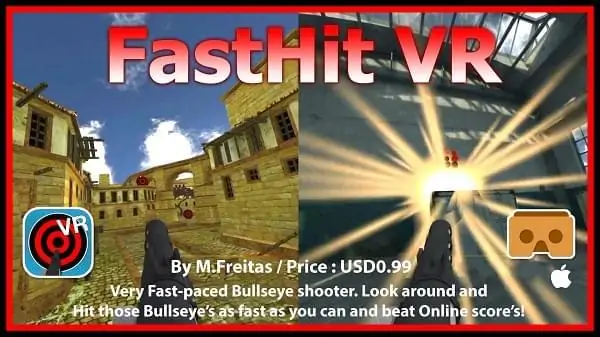 FastHit VR
VR
By M.Freitas / Price : USD0.99
Very Fast-paced Bullseye shooter. Look around and
Hit those Bullseye's as fast as you can and beat Online score's!